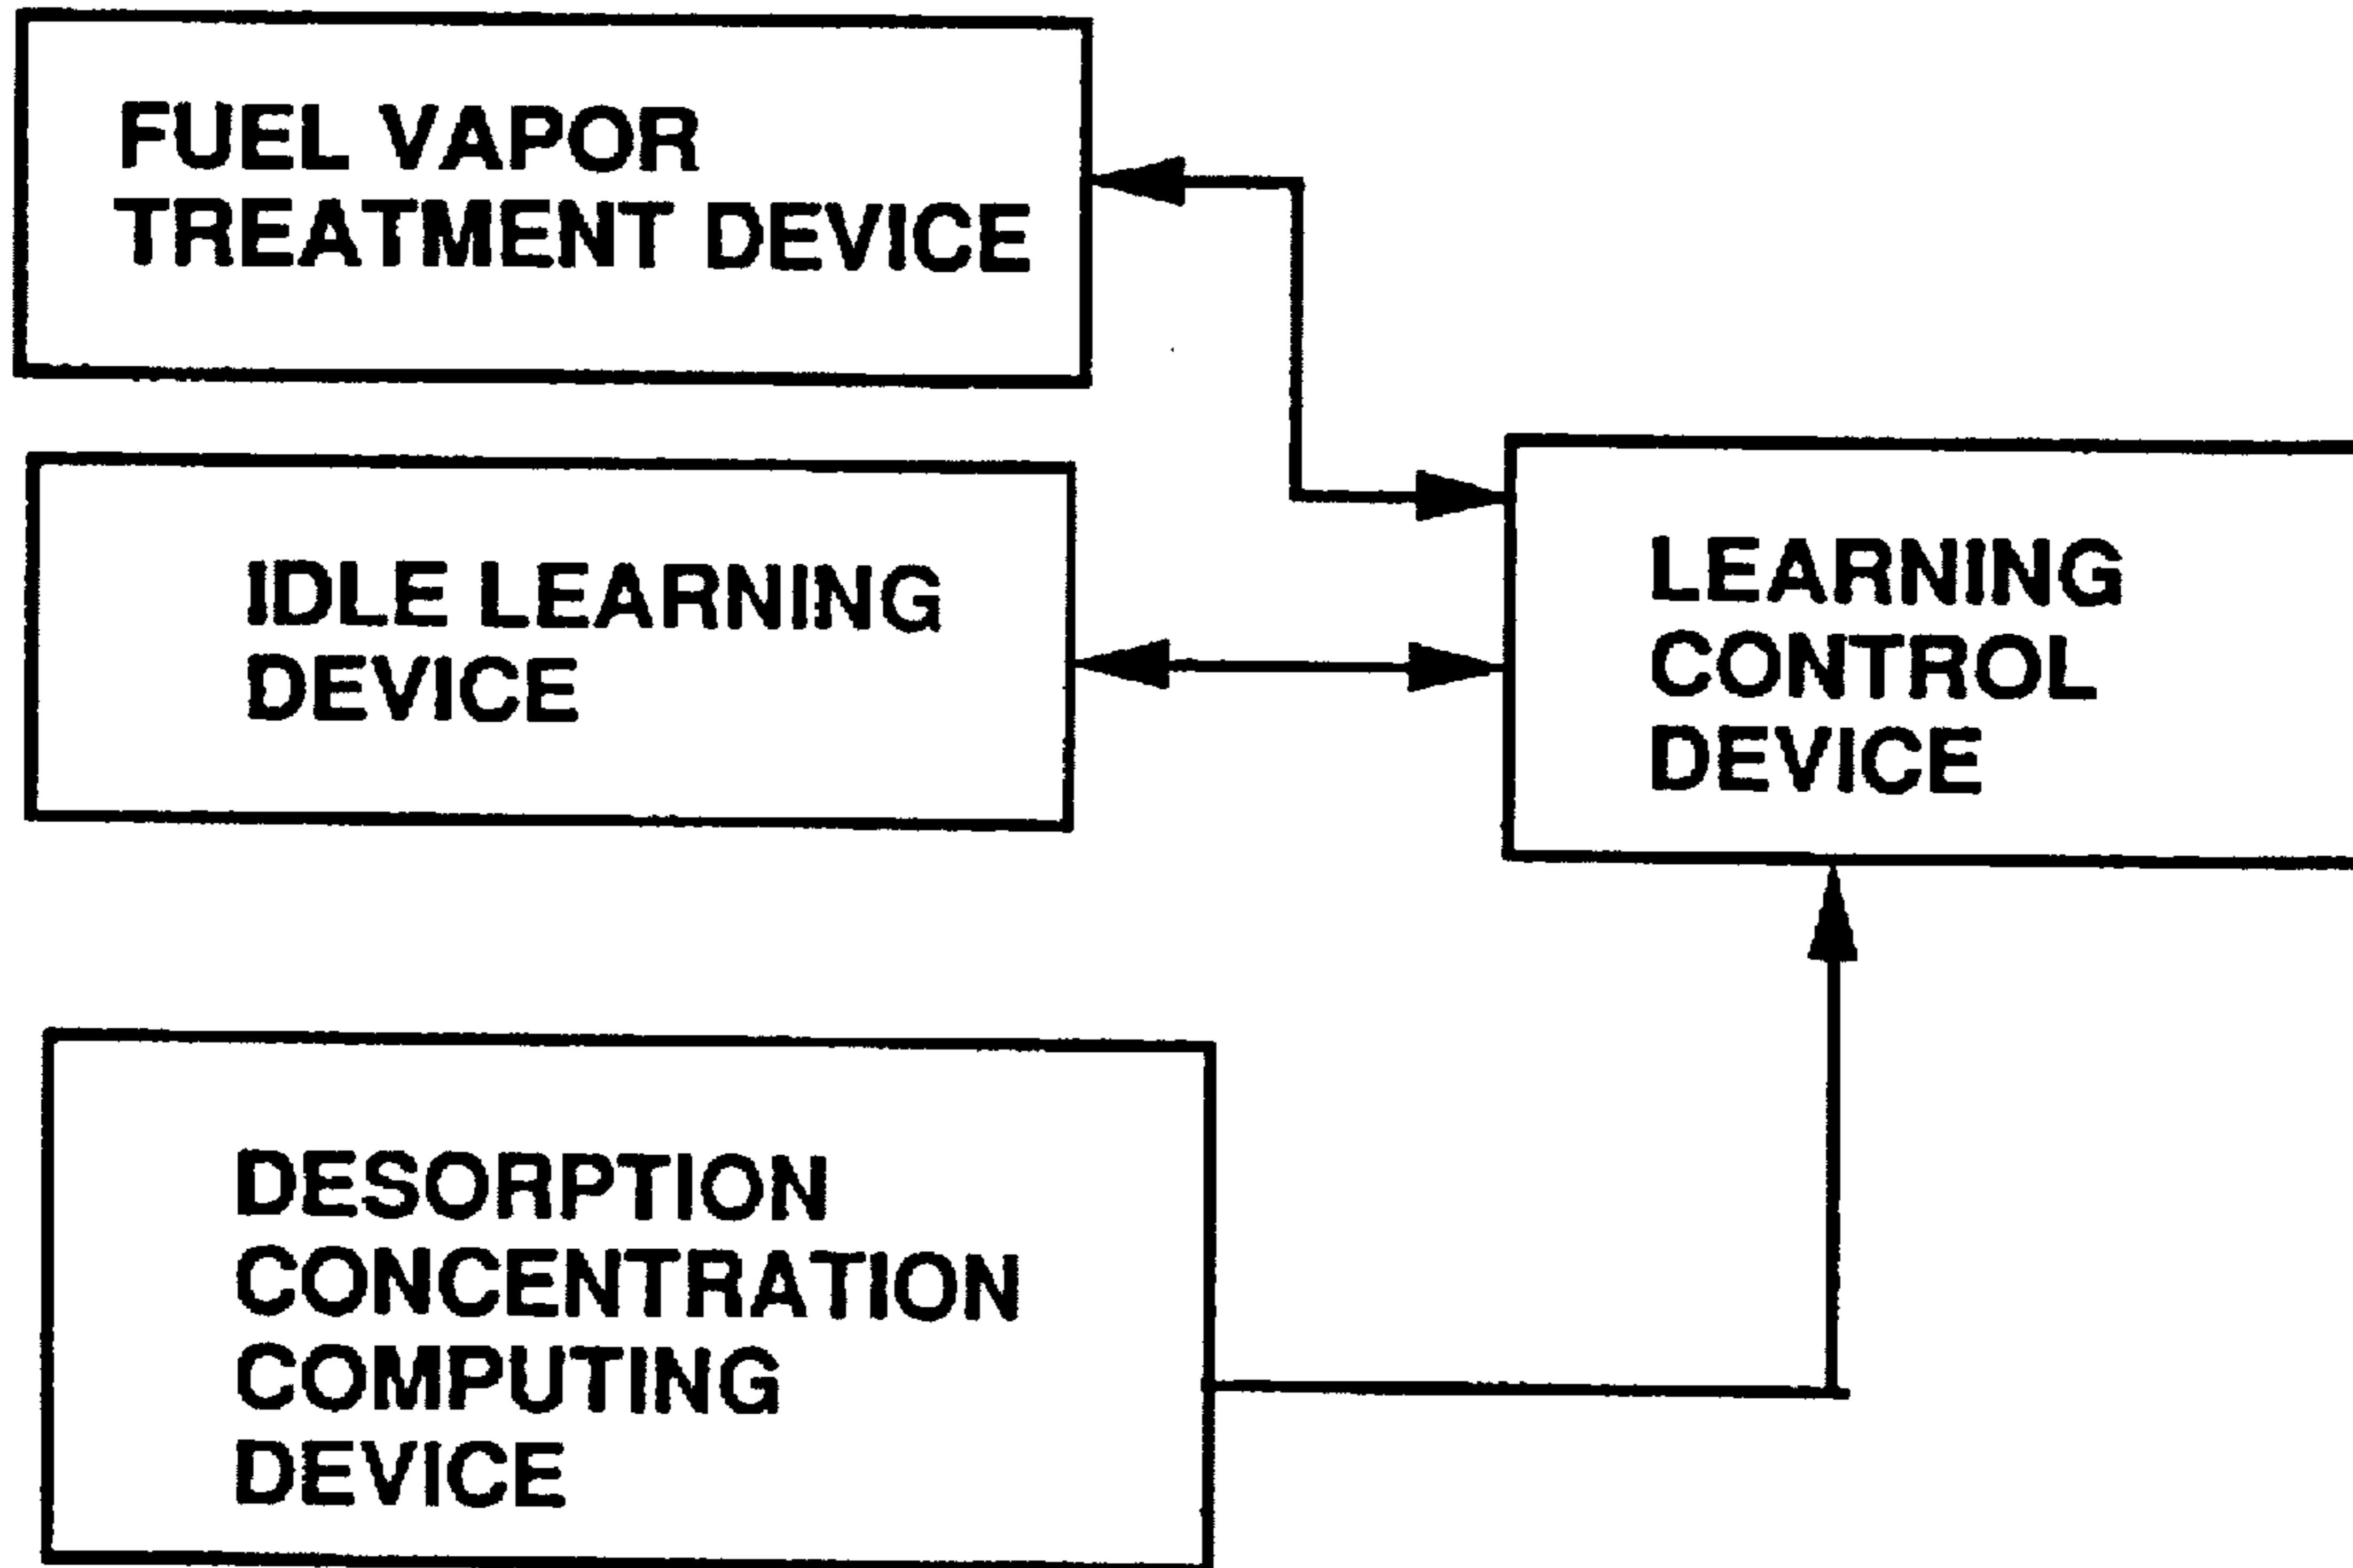 FUEL VAPOR
TREATMENT DEVICE
IDLE LEARNING
DEVICE
LEARNING
CONTROL
DEVICE
DESORPTION
CONCENTRATION
COMPUTING
DEVICE